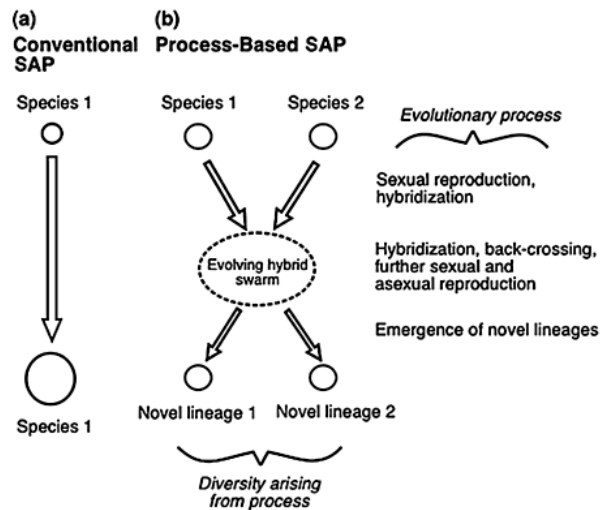 (a)
Conventional
SAP
Species 1
Species 1
(b)
Process-Based SAP
Species 1
Species 2
Evolving hybrid
swarm
Novel lineage 1
Novel lineage 2
Diversity arising
from process
Evolutionary process
Sexual reproduction,
hybridization
Hybridization, back-crossing,
further sexual and
asexual reproduction
Emergence of novel lineages